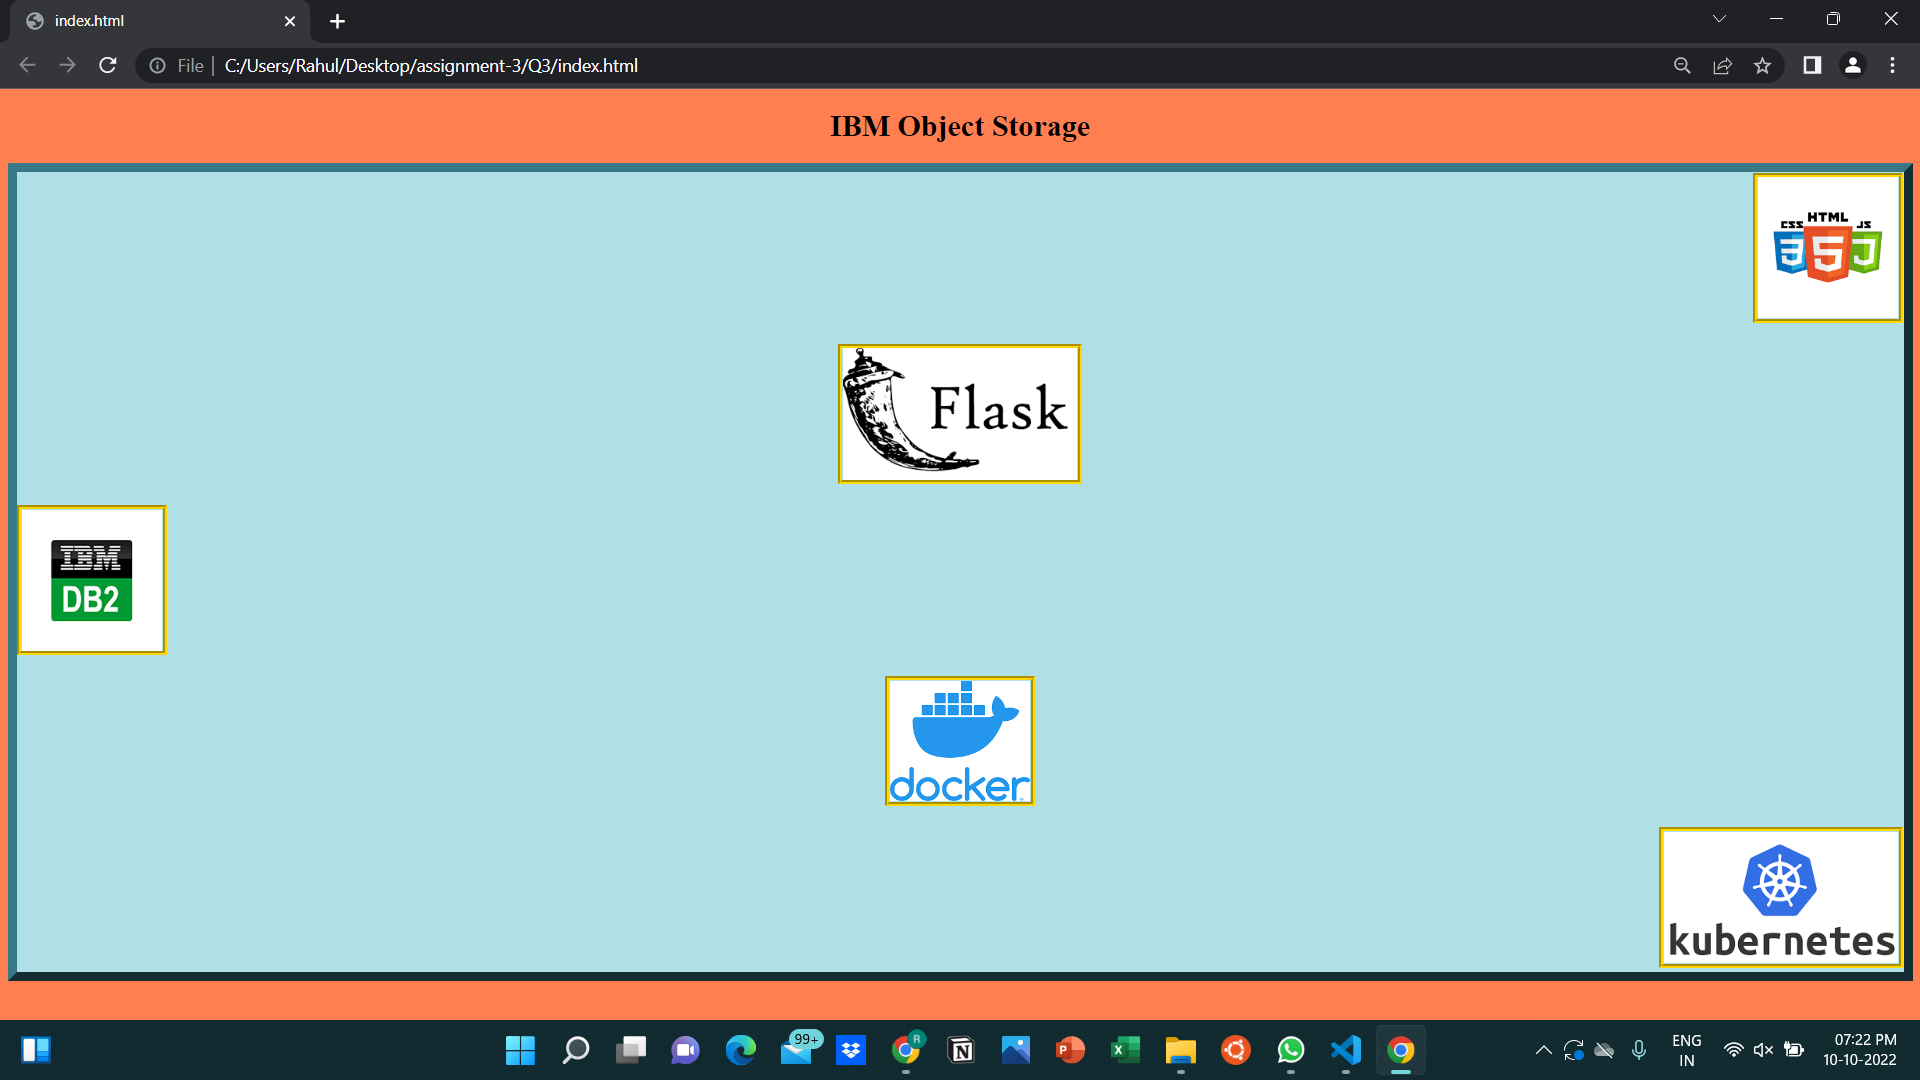 index.html
File
C:/Users/Rahul/Desktop/assignment-3/Q3/index.html
IBM Object Storage
CSS HTML JS
Flask
IBM
DB2
docker
kubernetes
99+
R
ENG
IN
07:22 PM
10-10-2022